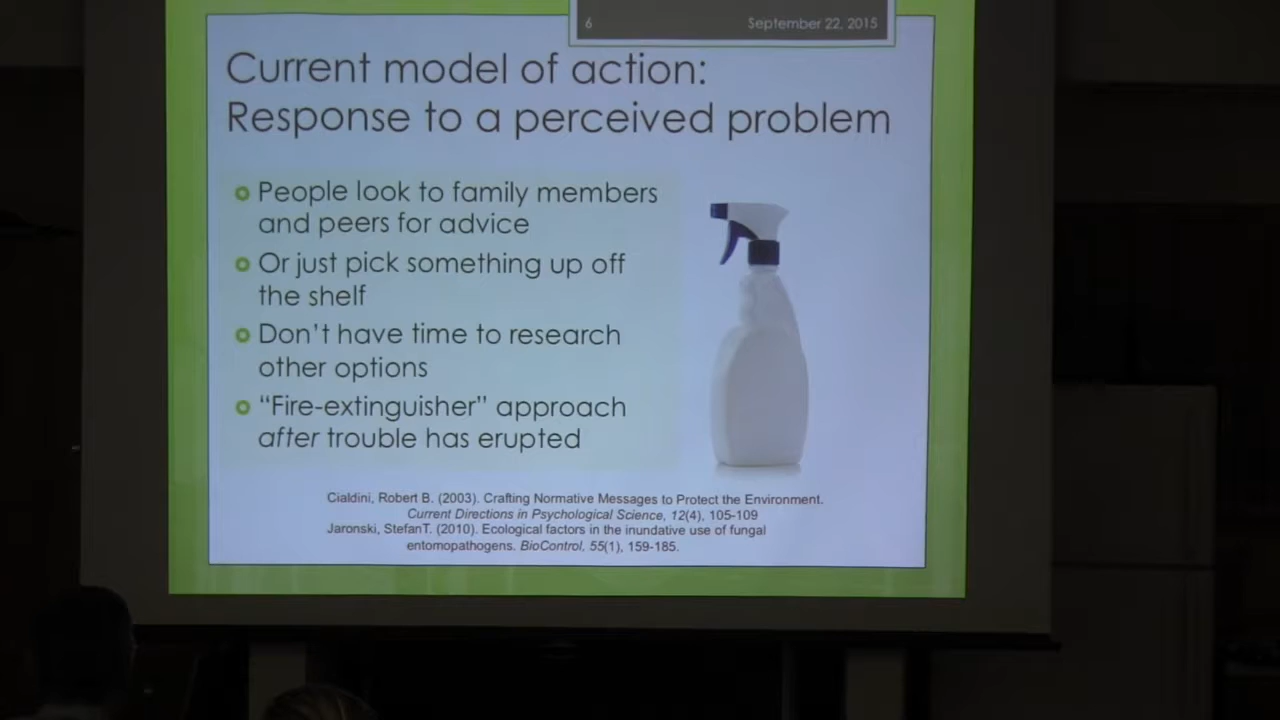 6 September 22, 2015
Current model of action:
Response to a perceived problem
People look to family members
and peers for advice
Or just pick something up off
the shelf
Don't have time to research
other options
“Fire-extinguisher” approach
after trouble has erupted
Cialdini, Robert B. (2003). Crafting Normative Messages to Protect the Environment.
Current Directions in Psychological Science, 12(4), 105-109
Jaronski, StefanT. (2010). Ecological factors in the inundative use of fungal
entomopathogens. BioControl, 55(1), 159-185.